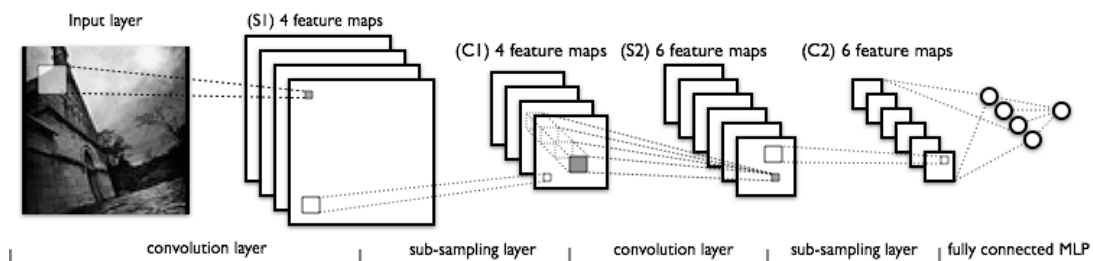 Input layer
(S1) 4 feature maps
(C1) 4 feature maps
(S2) 6 feature maps
(C2) 6 feature maps
convolution layer
sub-sampling layer
convolution layer
sub-sampling layer
fully connected MLP